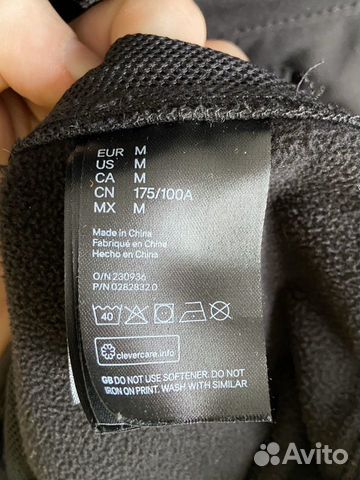 EUR M
US M
CA M
CN 175/100A
MX M
Made in China
Fabriqué en China
Hecho en China
O/N 230936
P/N 0282832.0
40
clevercare.info
GB DO NOT USE SOFTENER. DO NOT
IRON ON PRINT. WASH WITH SIMILAR
Avito